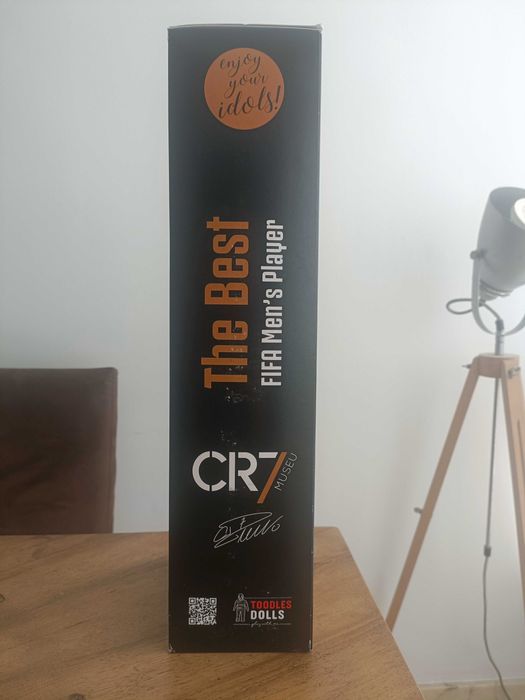 enjoy
your
idols!
The Best
FIFA Men's Player
CR7
MUSEU
TOODLES
DOLLS